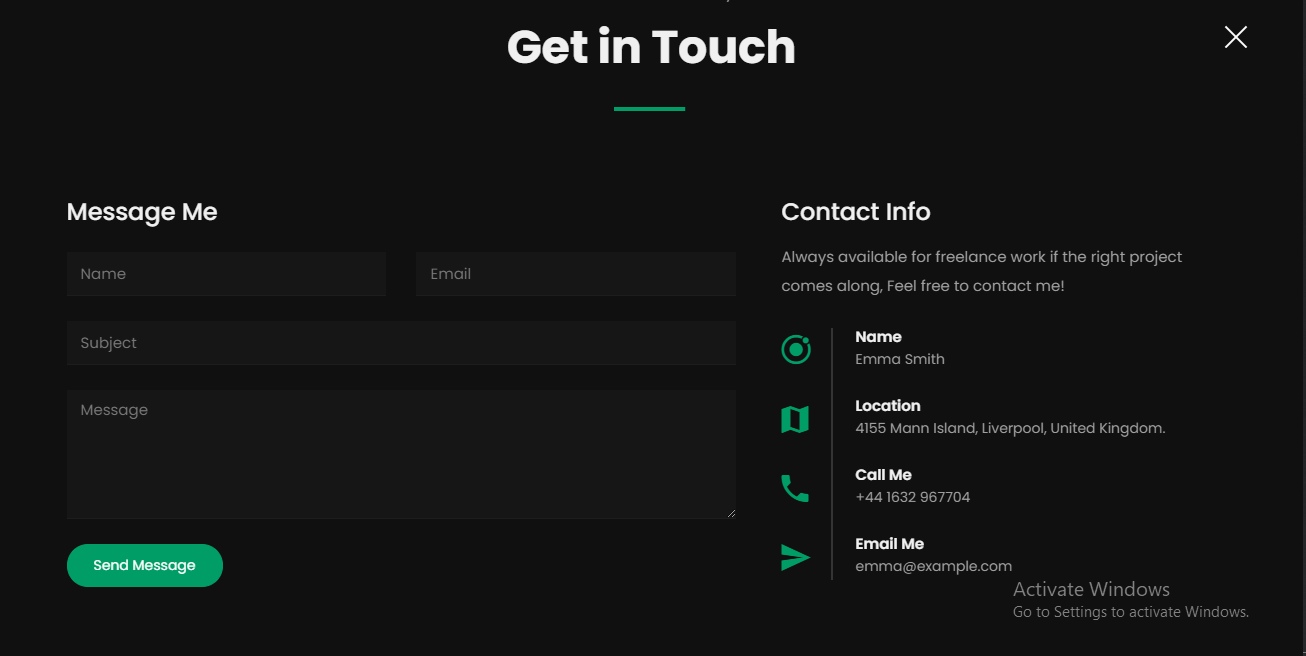 Get in Touch
Message Me
Name
Email
Subject
Message
Send Message
Contact Info
Always available for freelance work if the right project
comes along, Feel free to contact me!
Name
Emma Smith
Location
4155 Mann Island, Liverpool, United Kingdom.
Call Me
+44 1632 967704
Email Me
emma@example.com
Activate Windows
Go to Settings to activate Windows.